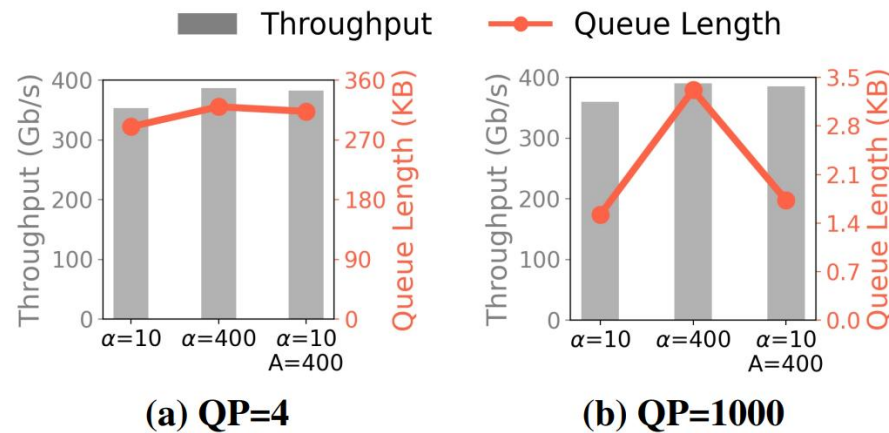 Throughput Queue Length
Throughput (Gb/s)
400
300
200
100
0
Queue Length (KB)
360
270
180
90
0
α=10 α=400 α=10
A=400
(a) QP=4
Throughput (Gb/s)
400
300
200
100
0
Queue Length (KB)
3.5
2.8
2.1
1.4
0.7
0.0
α=10 α=400 α=10
A=400
(b) QP=1000